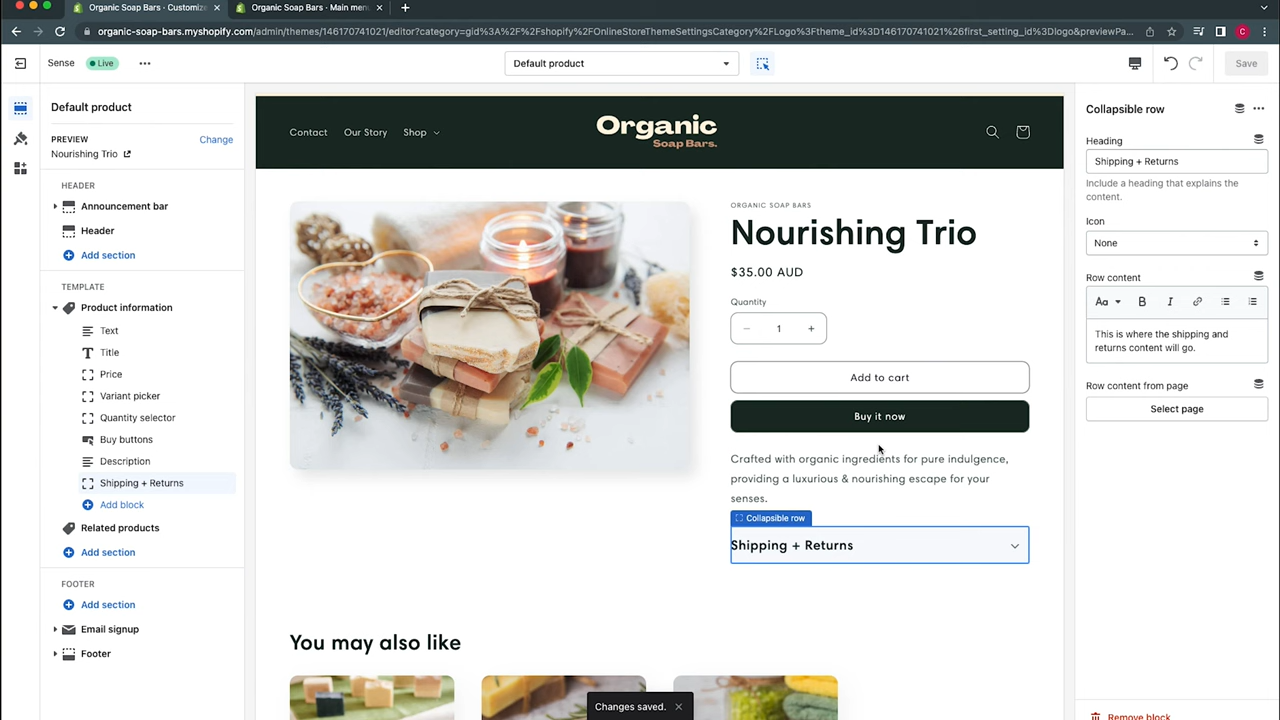 Organic Soap Bars · Customize
Organic Soap Bars · Main menu
organic-soap-bars.myshopify.com/admin/themes/146170741021/editor?category=gid%3A%2F%2Fshopify%2FOnlineStoreThemeSettingsCategory%2FLogo%3Ftheme_id%3D146170741021%26first_setting_id%3Dlogo&previewPa...
C
Sense
Live
Default product
Save
Default product
PREVIEW
Change
Nourishing Trio
HEADER
Announcement bar
Header
Add section
TEMPLATE
Product information
Text
Title
Price
Variant picker
Quantity selector
Buy buttons
Description
Shipping + Returns
Add block
Related products
Add section
FOOTER
Add section
Email signup
Footer
Contact
Our Story
Shop
Organic
Soap Bars.
ORGANIC SOAP BARS
Nourishing Trio
$35.00 AUD
Quantity
1
Add to cart
Buy it now
Crafted with organic ingredients for pure indulgence,
providing a luxurious & nourishing escape for your
senses.
Collapsible row
Shipping + Returns
You may also like
Changes saved.
Collapsible row
Heading
Shipping + Returns
Include a heading that explains the
content.
Icon
None
Row content
Aa
B
I
This is where the shipping and
returns content will go.
Row content from page
Select page
Remove block